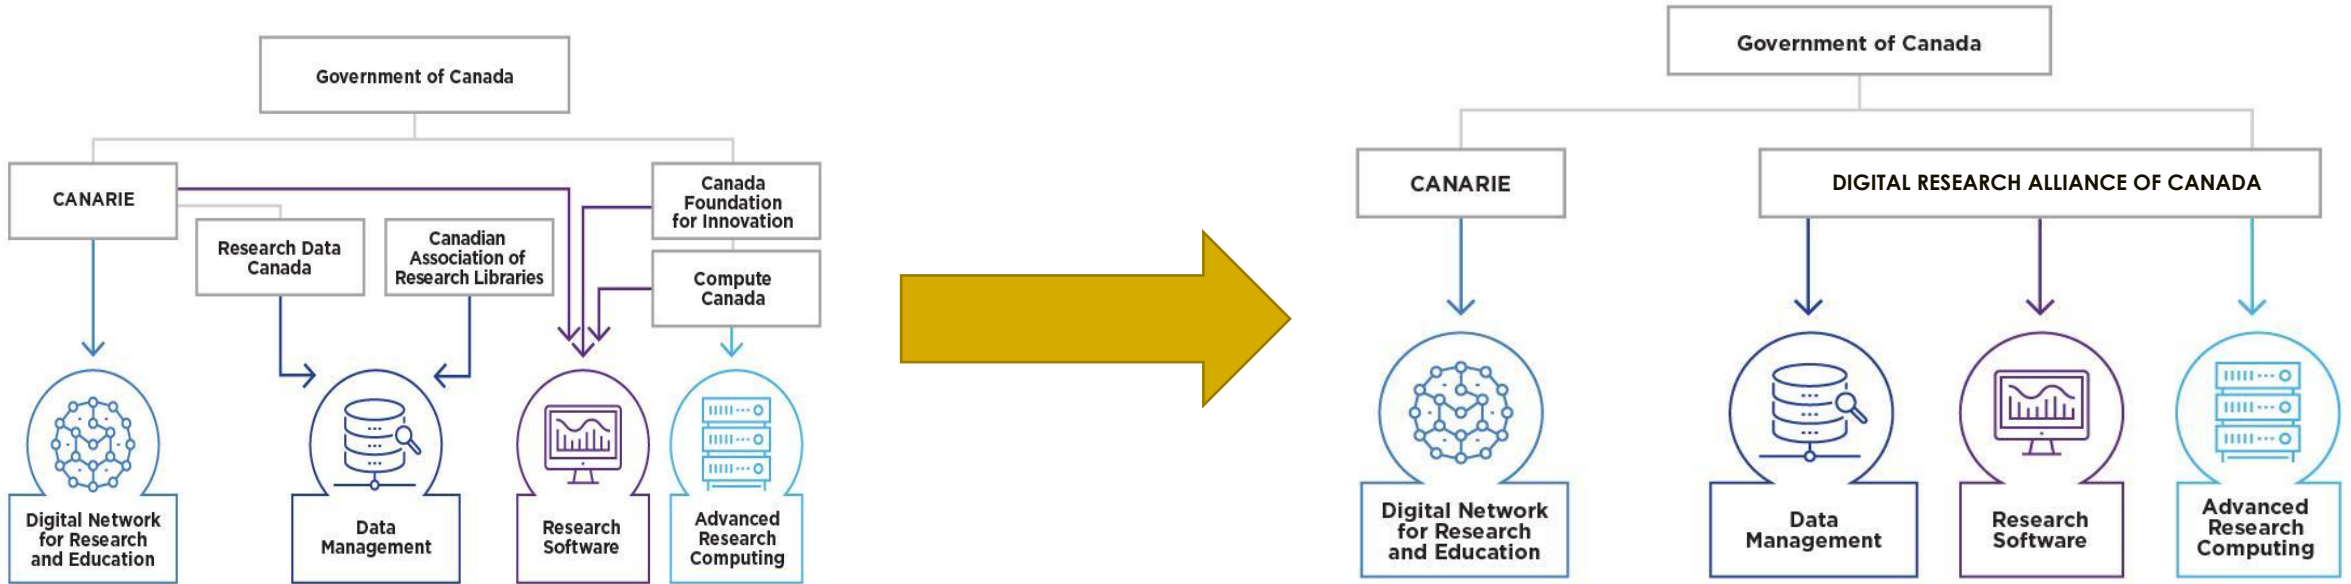 Government of Canada
CANARIE
Research Data
Canada
Canadian
Association of
Research Libraries
Canada
Foundation
for Innovation
Compute
Canada
Digital Network
for Research
and Education
Data
Management
Research
Software
Advanced
Research
Computing
Government of Canada
CANARIE
DIGITAL RESEARCH ALLIANCE OF CANADA
Digital Network
for Research
and Education
Data
Management
Research
Software
Advanced
Research
Computing